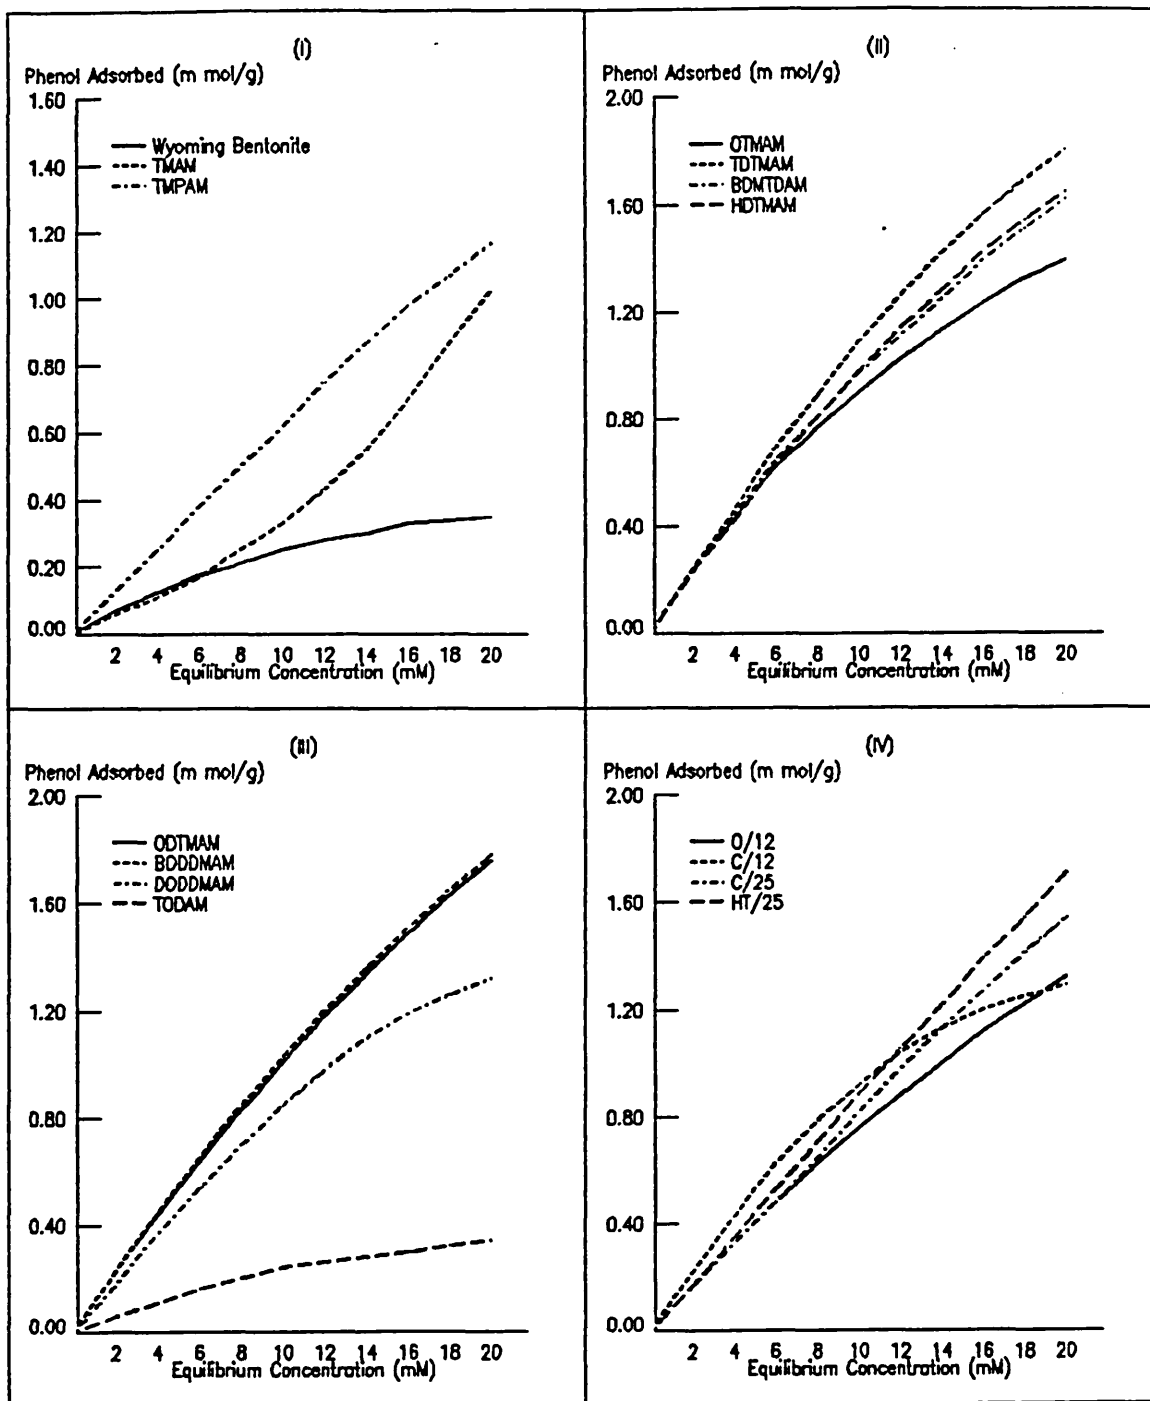 (I)
Phenol Adsorbed (m mol/g)
1.60
1.40
1.20
1.00
0.80
0.60
0.40
0.20
0.00
Wyoming Bentonite
TMAM
TMPAM
2 4 6 8 10 12 14 16 18 20
Equilibrium Concentration (mM)
(II)
Phenol Adsorbed (m mol/g)
2.00
1.60
1.20
0.80
0.40
0.00
OTMAM
TDTMAM
BDMTDAM
HDTMAM
2 4 6 8 10 12 14 16 18 20
Equilibrium Concentration (mM)
(III)
Phenol Adsorbed (m mol/g)
2.00
1.60
1.20
0.80
0.40
0.00
ODTMAM
BDDDMAM
DODDMAM
TODAM
2 4 6 8 10 12 14 16 18 20
Equilibrium Concentration (mM)
(IV)
Phenol Adsorbed (m mol/g)
2.00
1.60
1.20
0.80
0.40
0.00
O/12
C/12
C/25
HT/25
2 4 6 8 10 12 14 16 18 20
Equilibrium Concentration (mM)